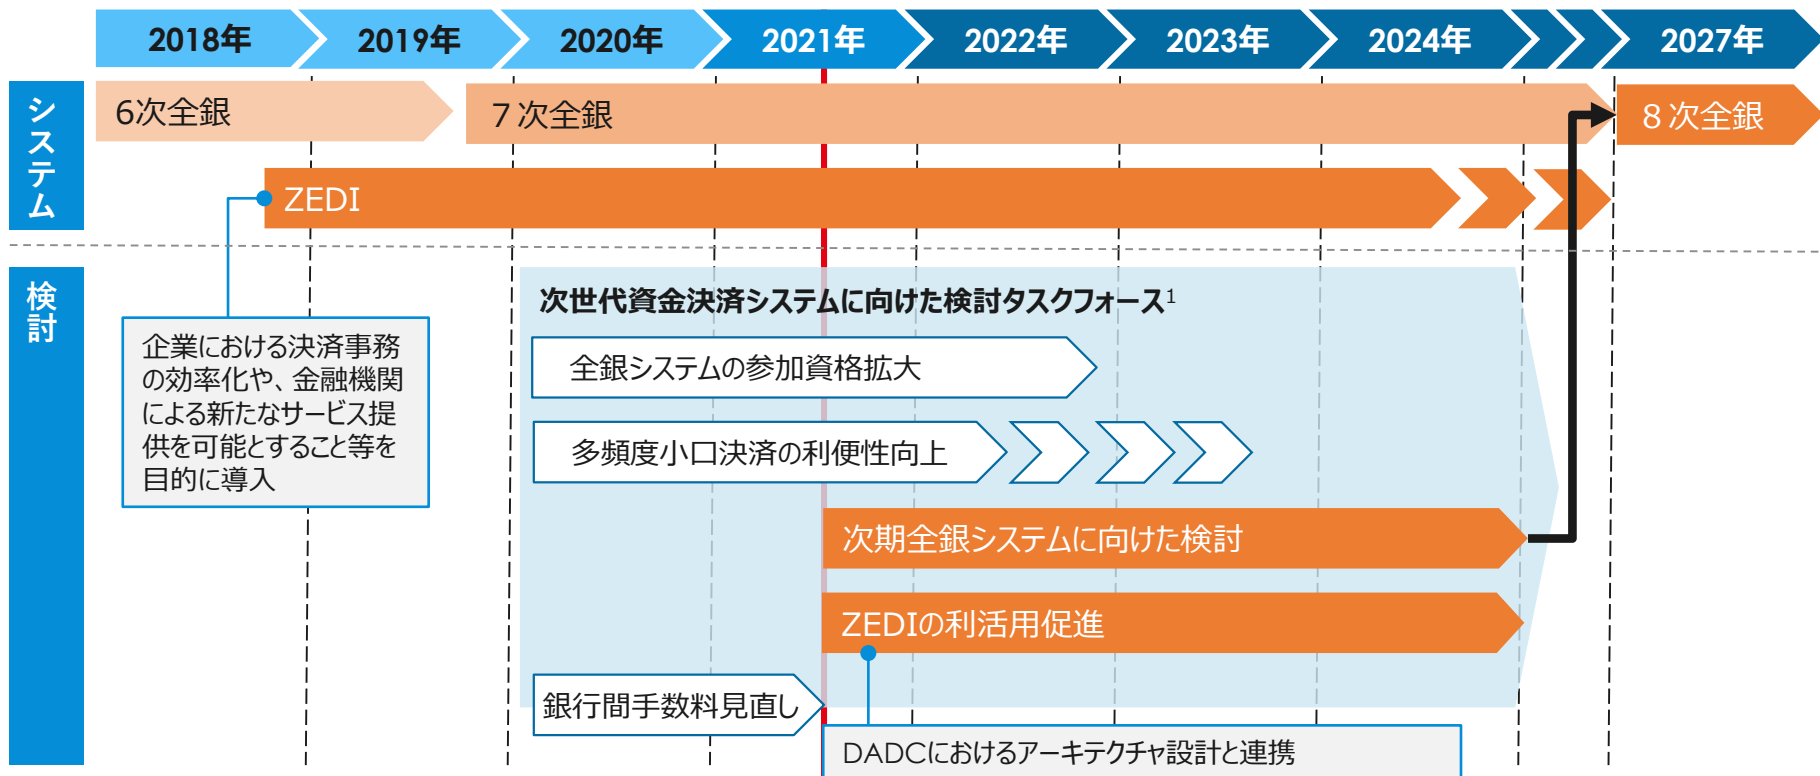 2018年
2019年
2020年
2021年
2022年
2023年
2024年
2027年
システム
6次全銀
７次全銀
８次全銀
ZEDI
検討
企業における決済事務
の効率化や、金融機関
による新たなサービス提
供を可能とすること等を
目的に導入
次世代資金決済システムに向けた検討タスクフォース1
全銀システムの参加資格拡大
多頻度小口決済の利便性向上
次期全銀システムに向けた検討
ZEDIの利活用促進
銀行間手数料見直し
DADCにおけるアーキテクチャ設計と連携